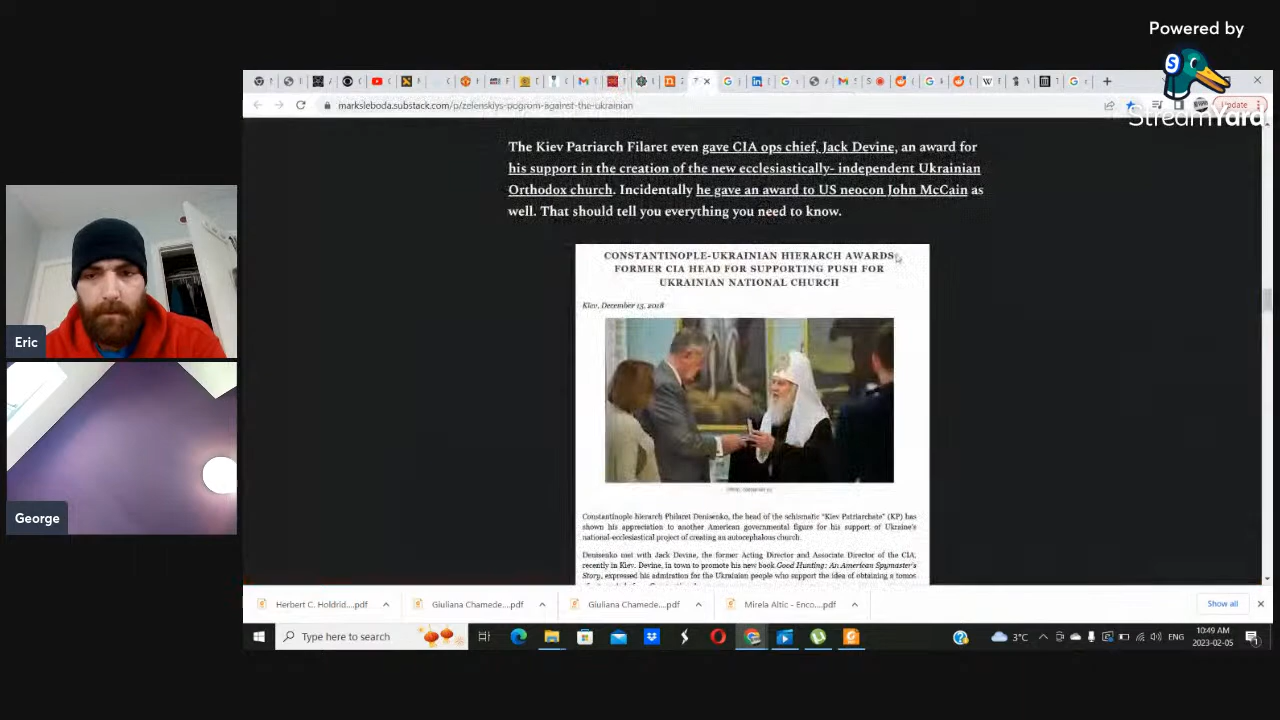 Powered by
StreamYard
marksleboda.substack.com/p/zelenskiys-pogrom-against-the-ukrainian
Update
The Kiev Patriarch Filaret even gave CIA ops chief, Jack Devine, an award for
his support in the creation of the new ecclesiastically- independent Ukrainian
Orthodox church. Incidentally he gave an award to US neocon John McCain as
well. That should tell you everything you need to know.
CONSTANTINOPLE-UKRAINIAN HIERARCH AWARDS
FORMER CIA HEAD FOR SUPPORTING PUSH FOR
UKRAINIAN NATIONAL CHURCH
Kiev, December 13, 2018
Constantinople hierarch Philaret Denisenko, the head of the schismatic "Kiev Patriarchate" (KP) has
shown his appreciation to another American governmental figure for his support of Ukraine's
national-ecclesiastical project of creating an autocephalous church.
Denisenko met with Jack Devine, the former Acting Director and Associate Director of the CIA,
recently in Kiev. Devine, in town to promote his new book Good Hunting: An American Spymaster's
Story, expressed his admiration for the Ukrainian people who support the idea of obtaining a tomos
Eric
George
Herbert C. Holdrid....pdf
Giuliana Chamede....pdf
Giuliana Chamede....pdf
Mirela Altic - Enco....pdf
Show all
Type here to search
3°C
ENG
10:49 AM
2023-02-05